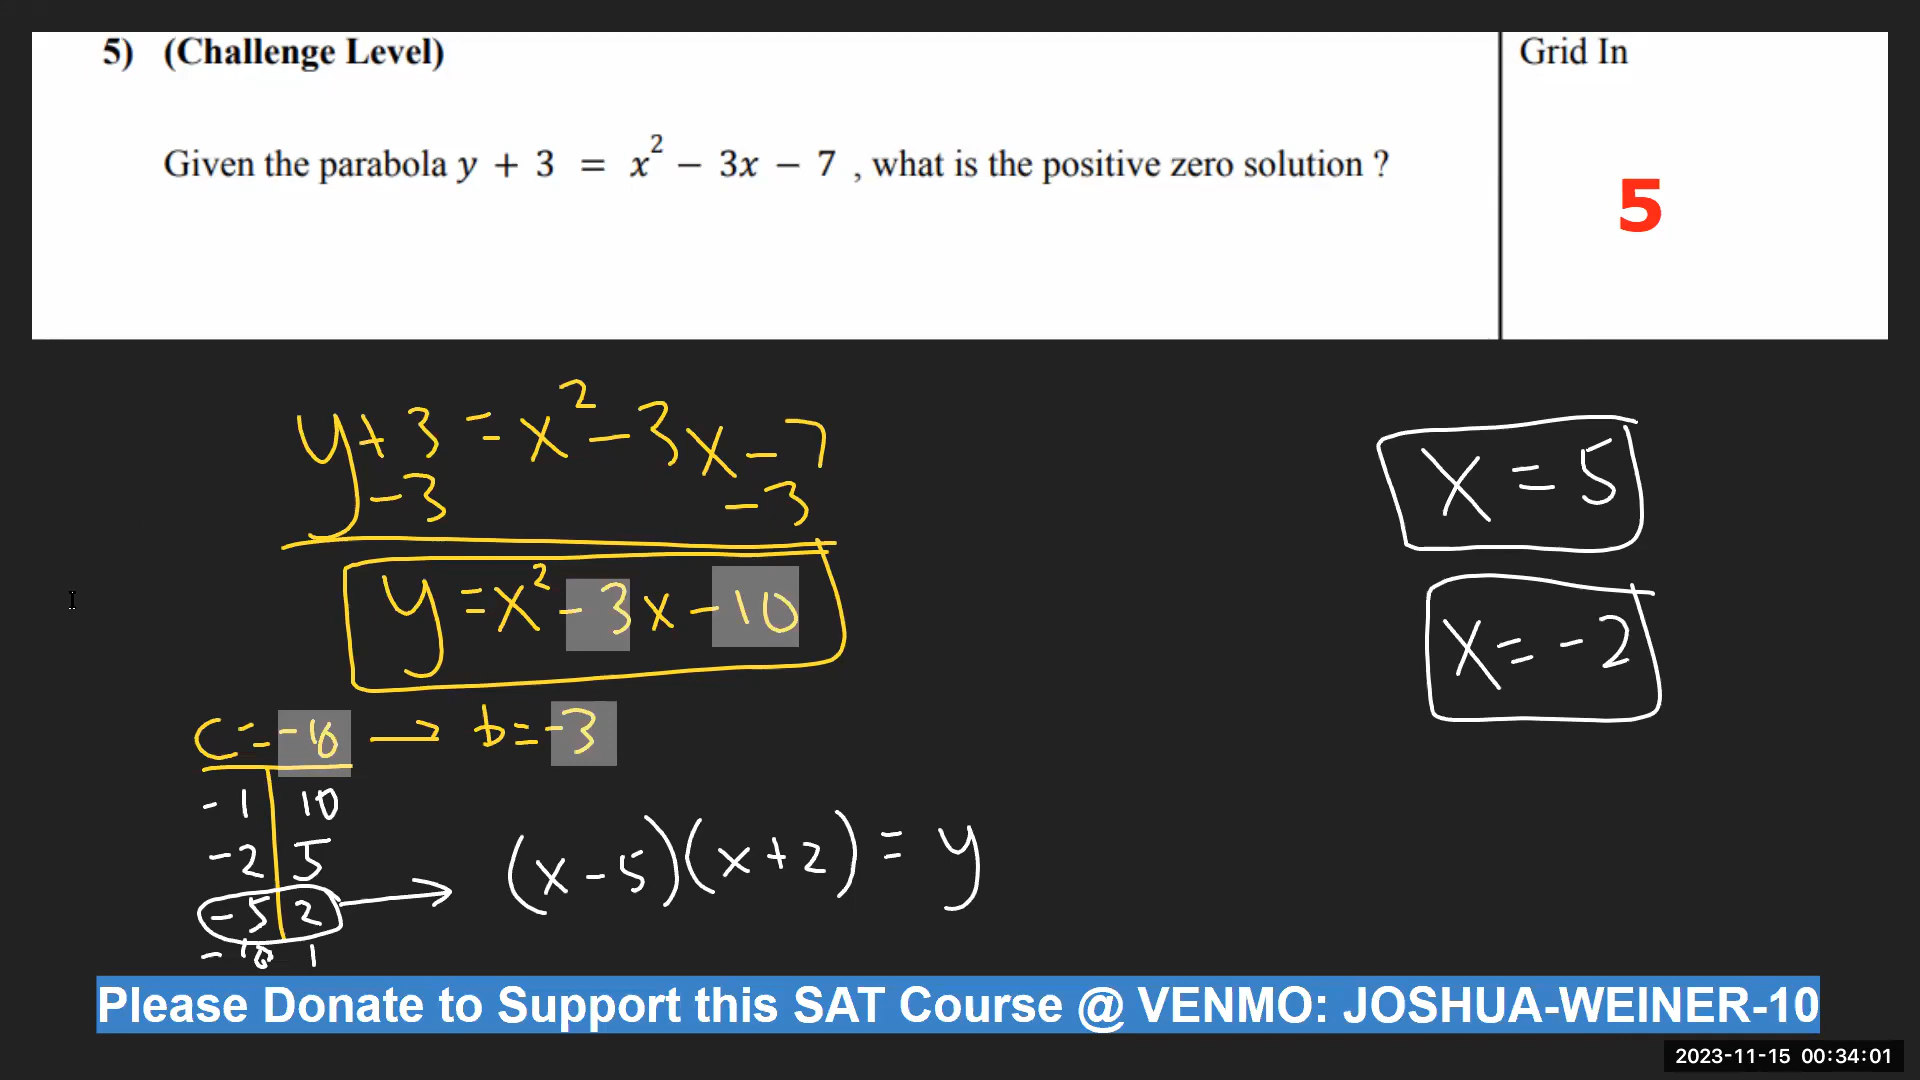 5) (Challenge Level)
Grid In
Given the parabola y + 3 = x² − 3x − 7 , what is the positive zero solution ?
5
y+3 = x² − 3x − 7
−3 −3
y = x² − 3x − 10
x = 5
x = −2
c = −10 → b = −3
−1 10
−2 5
−5 2 → (x − 5)(x + 2) = y
−10 1
Please Donate to Support this SAT Course @ VENMO: JOSHUA-WEINER-10
2023-11-15 00:34:01